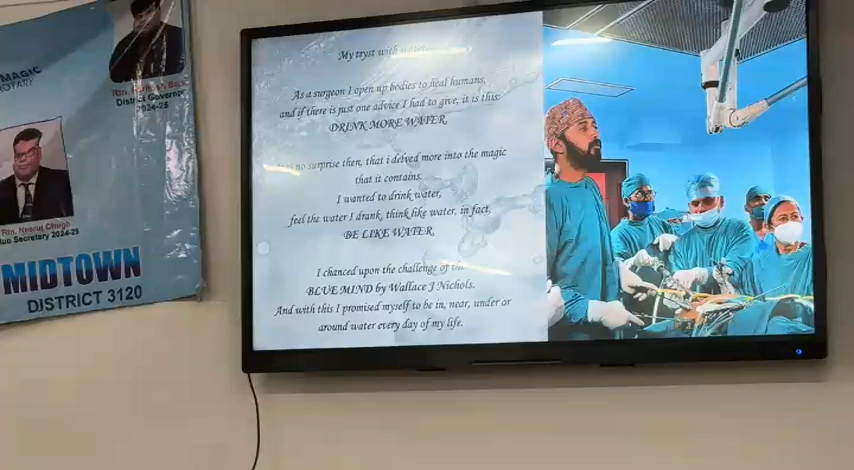 MAGIC
ROTARY
District Governor
2024-25
Rtn. Neeraj Chugh
Club Secretary 2024-25
MIDTOWN
DISTRICT 3120
My tryst with water
As a surgeon I open up bodies to heal humans,
and if there is just one advice I had to give, it is this:
DRINK MORE WATER.
no surprise then, that i delved more into the magic
that it contains.
I wanted to drink water,
feel the water I drank, think like water, in fact,
BE LIKE WATER.
I chanced upon the challenge of the
BLUE MIND by Wallace J Nichols.
And with this I promised myself to be in, near, under or
around water every day of my life.